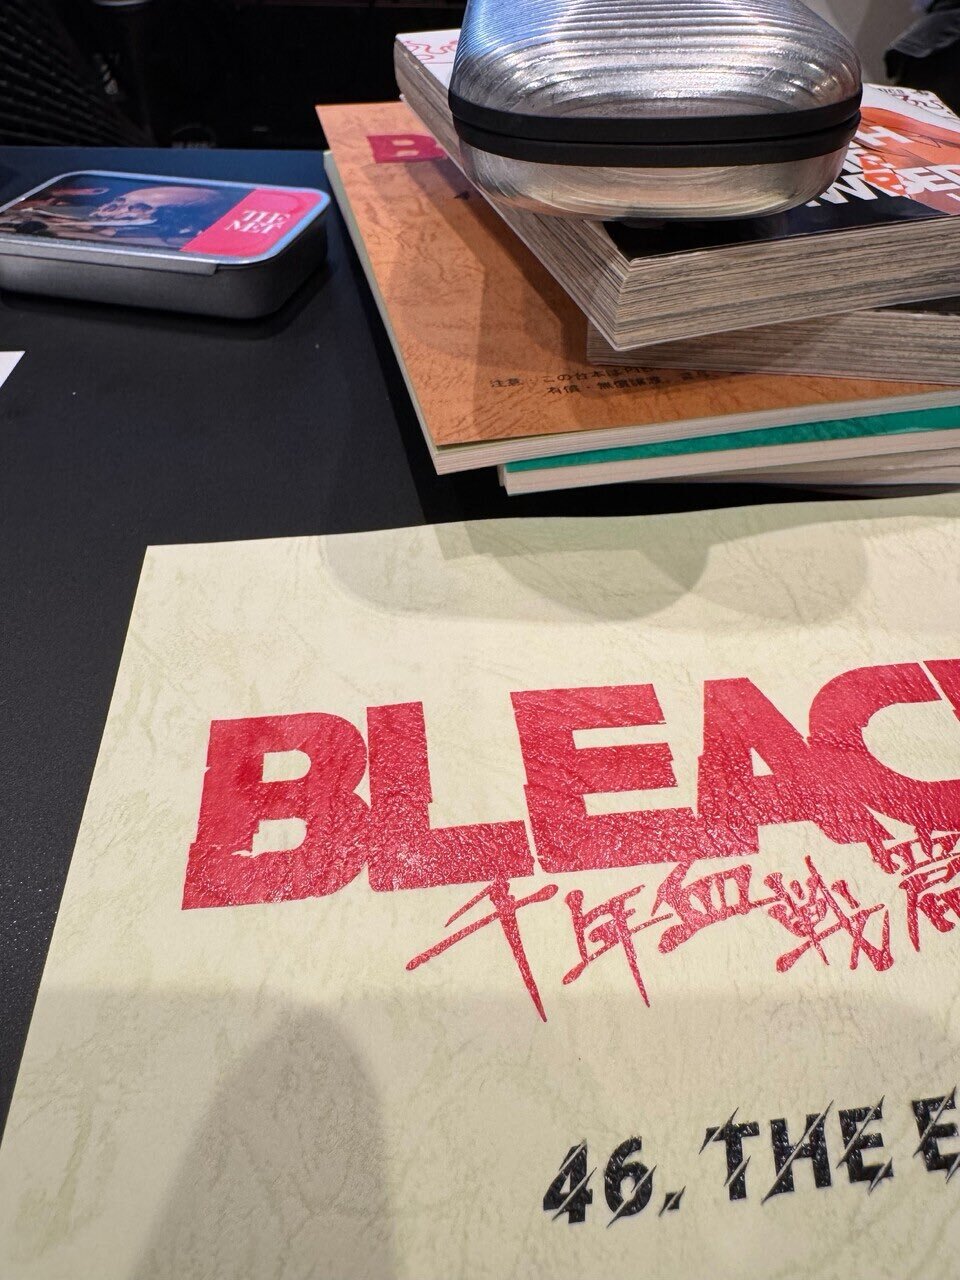 THE
MET
B
注意 この台本は内
有償・無償譲渡
BLEAC
千年血戦篇
46. THE E